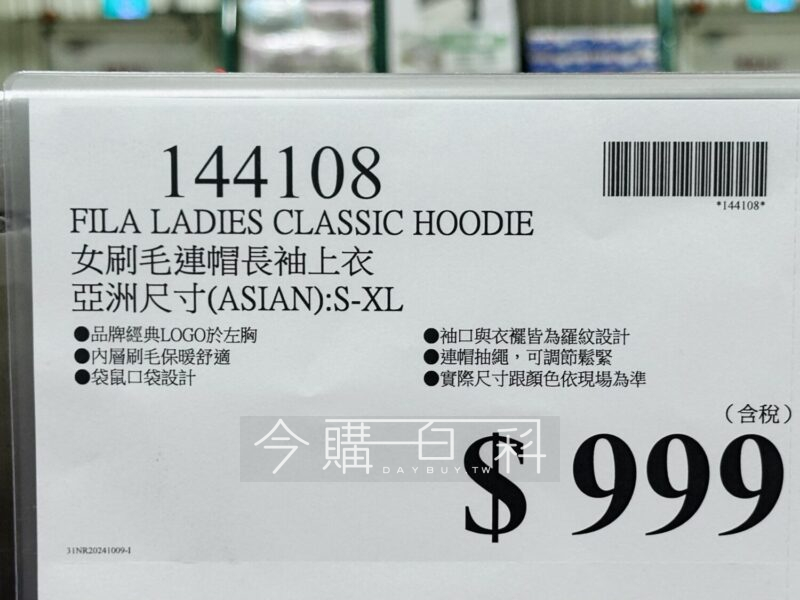 144108
*144108*
FILA LADIES CLASSIC HOODIE
女刷毛連帽長袖上衣
亞洲尺寸(ASIAN):S-XL
●品牌經典LOGO於左胸
●內層刷毛保暖舒適
●袋鼠口袋設計
●袖口與衣襬皆為羅紋設計
●連帽抽繩，可調節鬆緊
●實際尺寸跟顏色依現場為準
（含稅）
$ 999
今購百科
DAYBUY.TW
31NR20241009-1